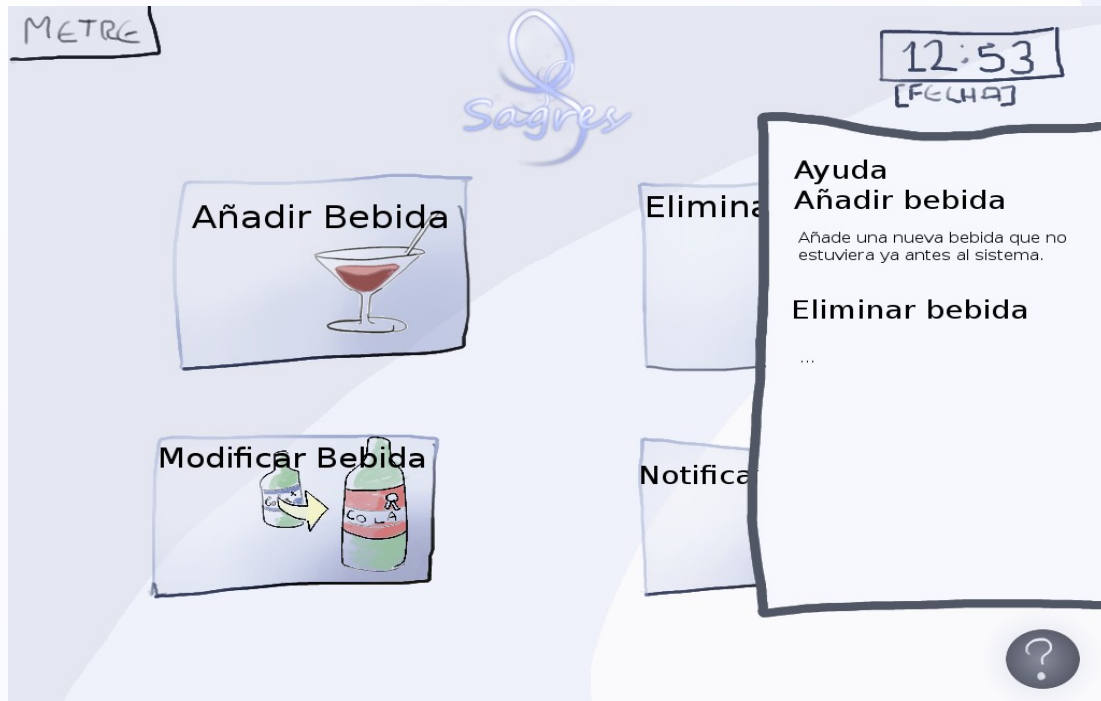 METRE
Sagres
12:53
[FECHA]
Añadir Bebida
Elimina
Ayuda
Añadir bebida
Añade una nueva bebida que no
estuviera ya antes al sistema.
Eliminar bebida
...
Modificar Bebida
COLA
Notifica
?